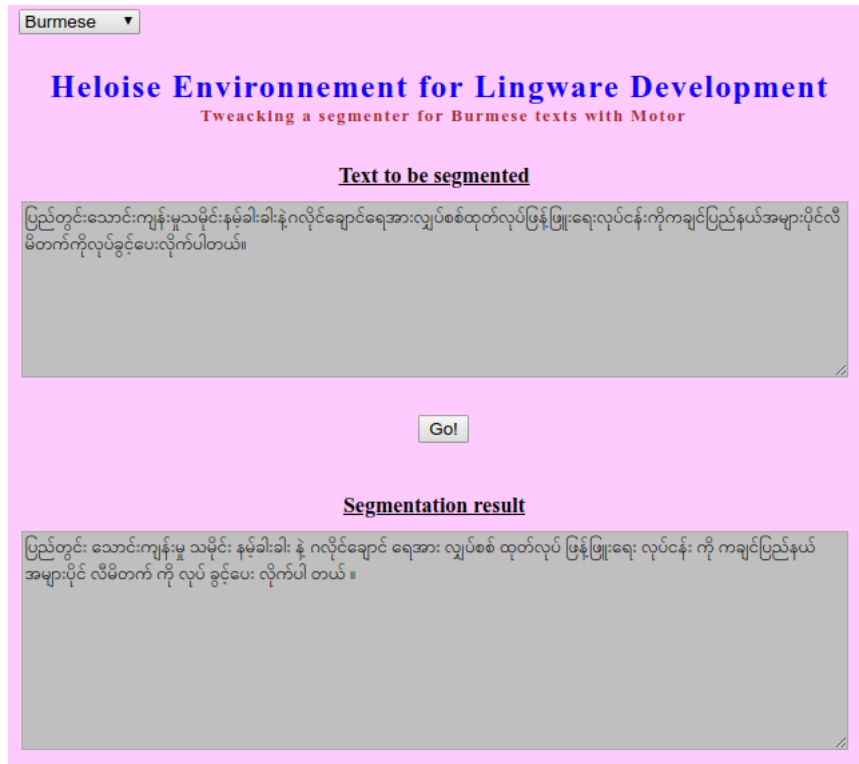 Burmese
Heloise Environnement for Lingware Development
Tweacking a segmenter for Burmese texts with Motor
Text to be segmented
ပြည်တွင်းသောင်းကျန်းမှုသမိုင်းနမ့်ခါးခါးနဲ့ဂလိုင်ချောင်ရေအားလျှပ်စစ်ထုတ်လုပ်ဖြန့်ဖြူးရေးလုပ်ငန်းကိုကချင်ပြည်နယ်အများပိုင်လီ
မိတက်ကိုလုပ်ခွင့်ပေးလိုက်ပါတယ်။
Go!
Segmentation result
ပြည်တွင်း သောင်းကျန်းမှု သမိုင်း နမ့်ခါးခါး နဲ့ ဂလိုင်ချောင် ရေအား လျှပ်စစ် ထုတ်လုပ် ဖြန့်ဖြူးရေး လုပ်ငန်း ကို ကချင်ပြည်နယ်
အများပိုင် လီမိတက် ကို လုပ် ခွင့်ပေး လိုက်ပါ တယ် ။